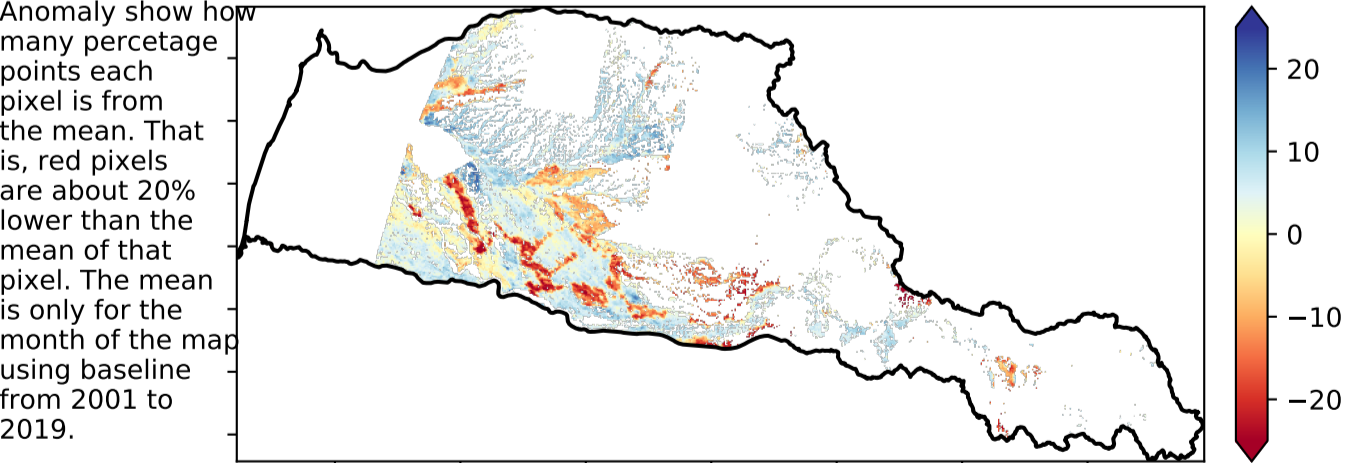 Anomaly show how
many percetage
points each
pixel is from
the mean. That
is, red pixels
are about 20%
lower than the
mean of that
pixel. The mean
is only for the
month of the map
using baseline
from 2001 to
2019.
20
10
0
−10
−20